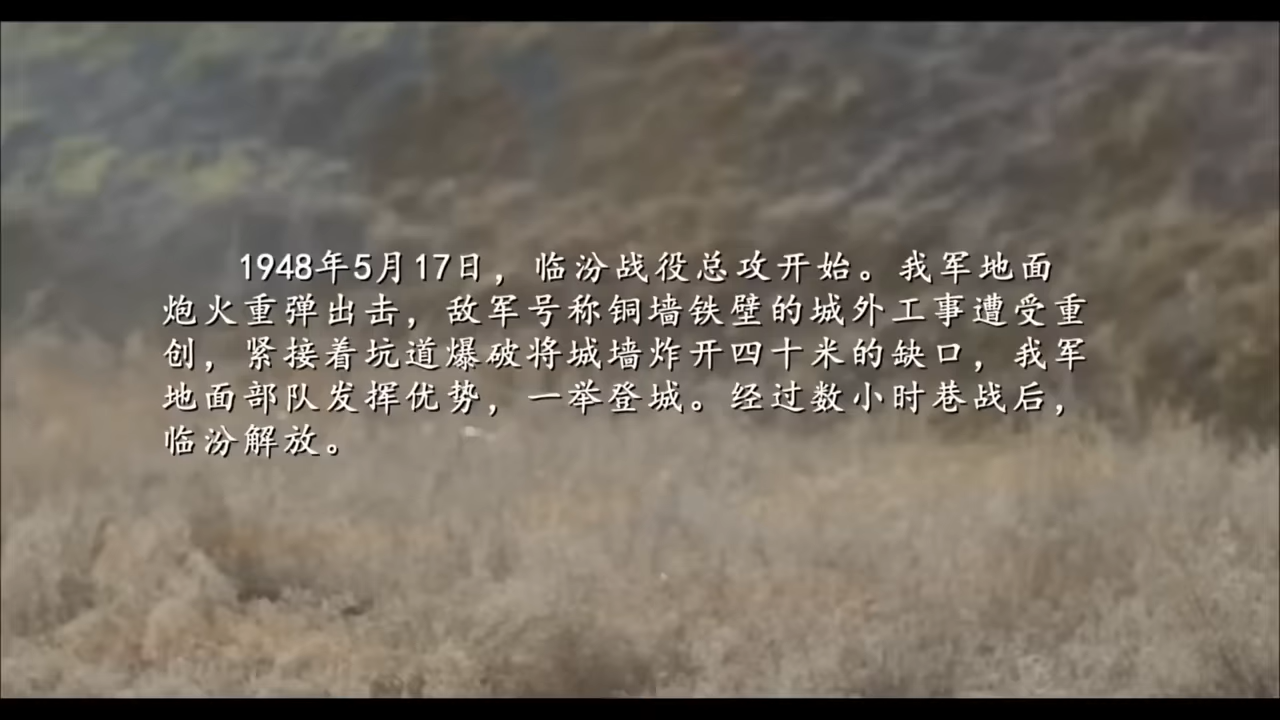 1948年5月17日，临汾战役总攻开始。我军地面
炮火重弹出击，敌军号称铜墙铁壁的城外工事遭受重
创，紧接着坑道爆破将城墙炸开四十米的缺口，我军
地面部队发挥优势，一举登城。经过数小时巷战后，
临汾解放。